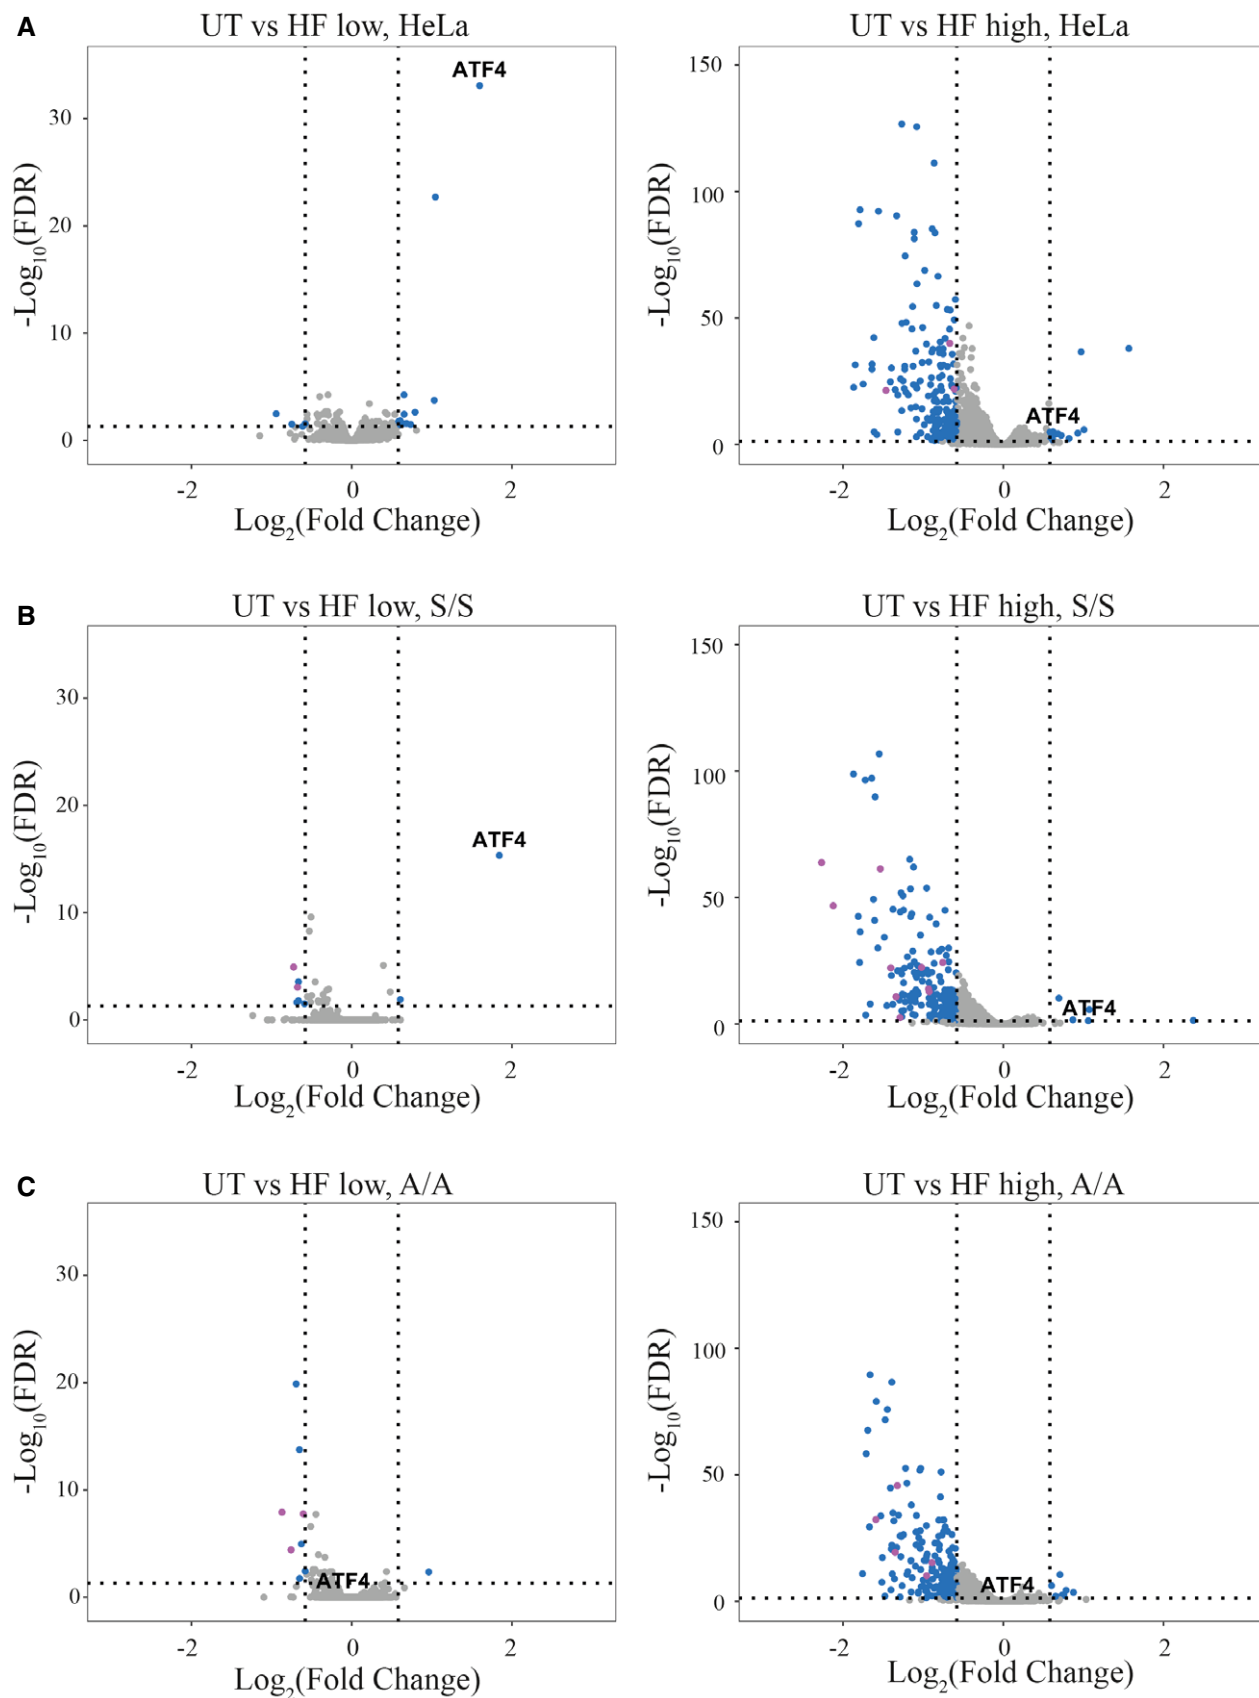 A
UT vs HF low, HeLa
ATF4
30
20
10
0
-Log10(FDR)
-2 0 2
Log2(Fold Change)
UT vs HF high, HeLa
150
100
50
0
-Log10(FDR)
ATF4
-2 0 2
Log2(Fold Change)
B
UT vs HF low, S/S
30
20
10
0
-Log10(FDR)
ATF4
-2 0 2
Log2(Fold Change)
UT vs HF high, S/S
150
100
50
0
-Log10(FDR)
ATF4
-2 0 2
Log2(Fold Change)
C
UT vs HF low, A/A
30
20
10
0
-Log10(FDR)
ATF4
-2 0 2
Log2(Fold Change)
UT vs HF high, A/A
150
100
50
0
-Log10(FDR)
ATF4
-2 0 2
Log2(Fold Change)